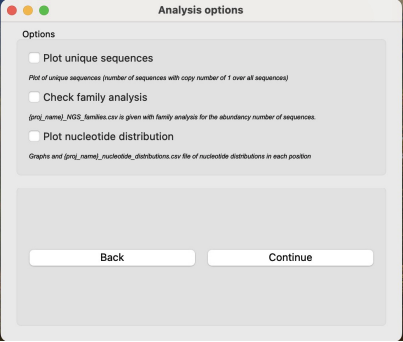 Analysis options
Options
Plot unique sequences
Plot of unique sequences (number of sequences with copy number of 1 over all sequences)
Check family analysis
{proj_name}_NGS_families.csv is given with family analysis for the abundancy number of sequences.
Plot nucleotide distribution
Graphs and {proj_name}_nucleotide_distributions.csv file of nucleotide distributions in each position
Back
Continue